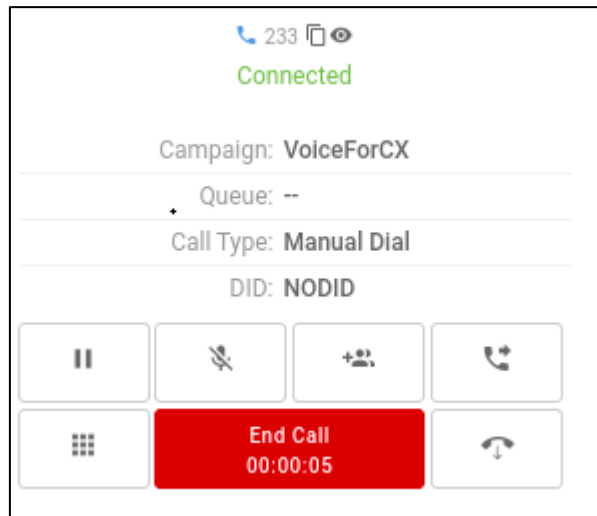 233
Connected
Campaign: VoiceForCX
Queue: --
Call Type: Manual Dial
DID: NODID
End Call
00:00:05